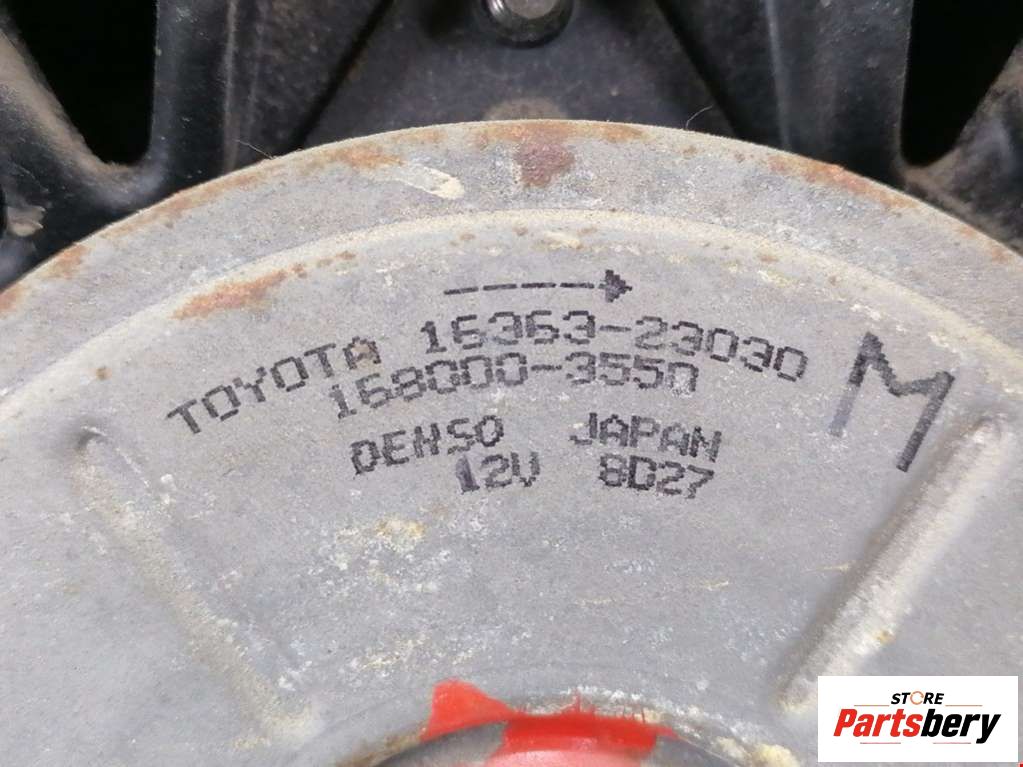 TOYOTA 16363-23030
168000-3550
M
DENSO JAPAN
12V 8D27
STORE
Partsbery